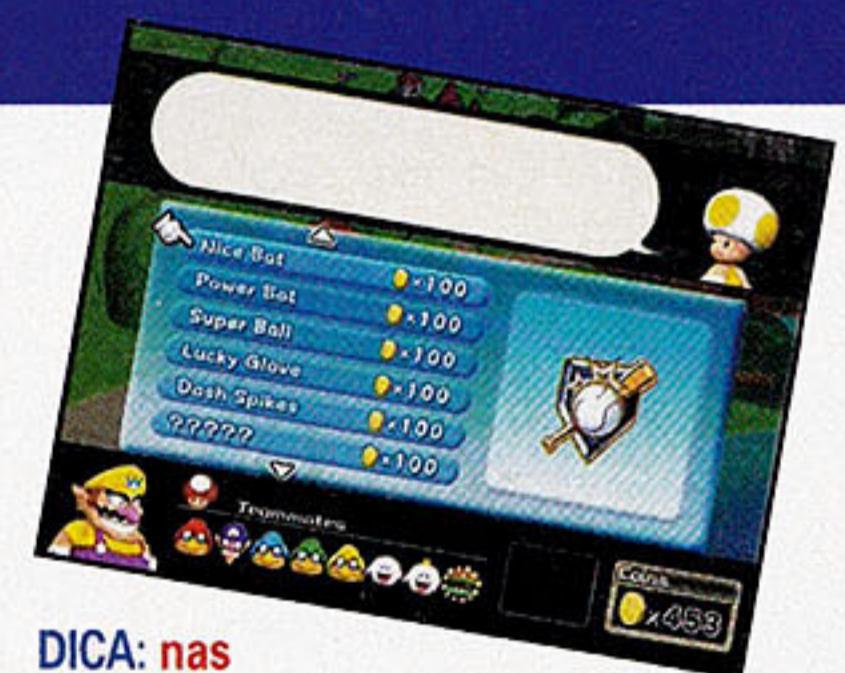 Nice Bat ×100
Power Bat ×100
Super Ball ×100
Lucky Glove ×100
Dash Spikes ×100
????? ×100
Teammates
Coins
×453
DICA: nas